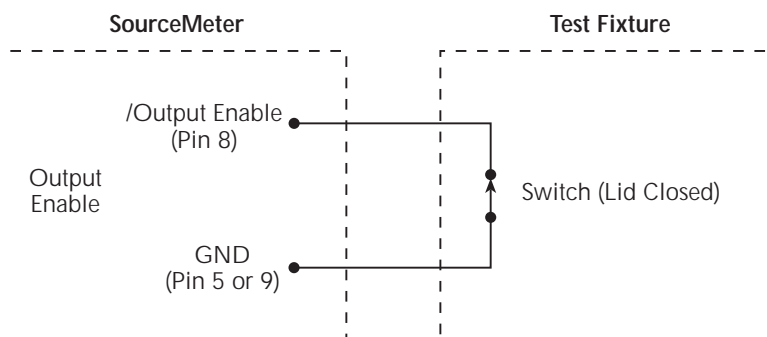 SourceMeter
Test Fixture
/Output Enable
(Pin 8)
Output
Enable
Switch (Lid Closed)
GND
(Pin 5 or 9)